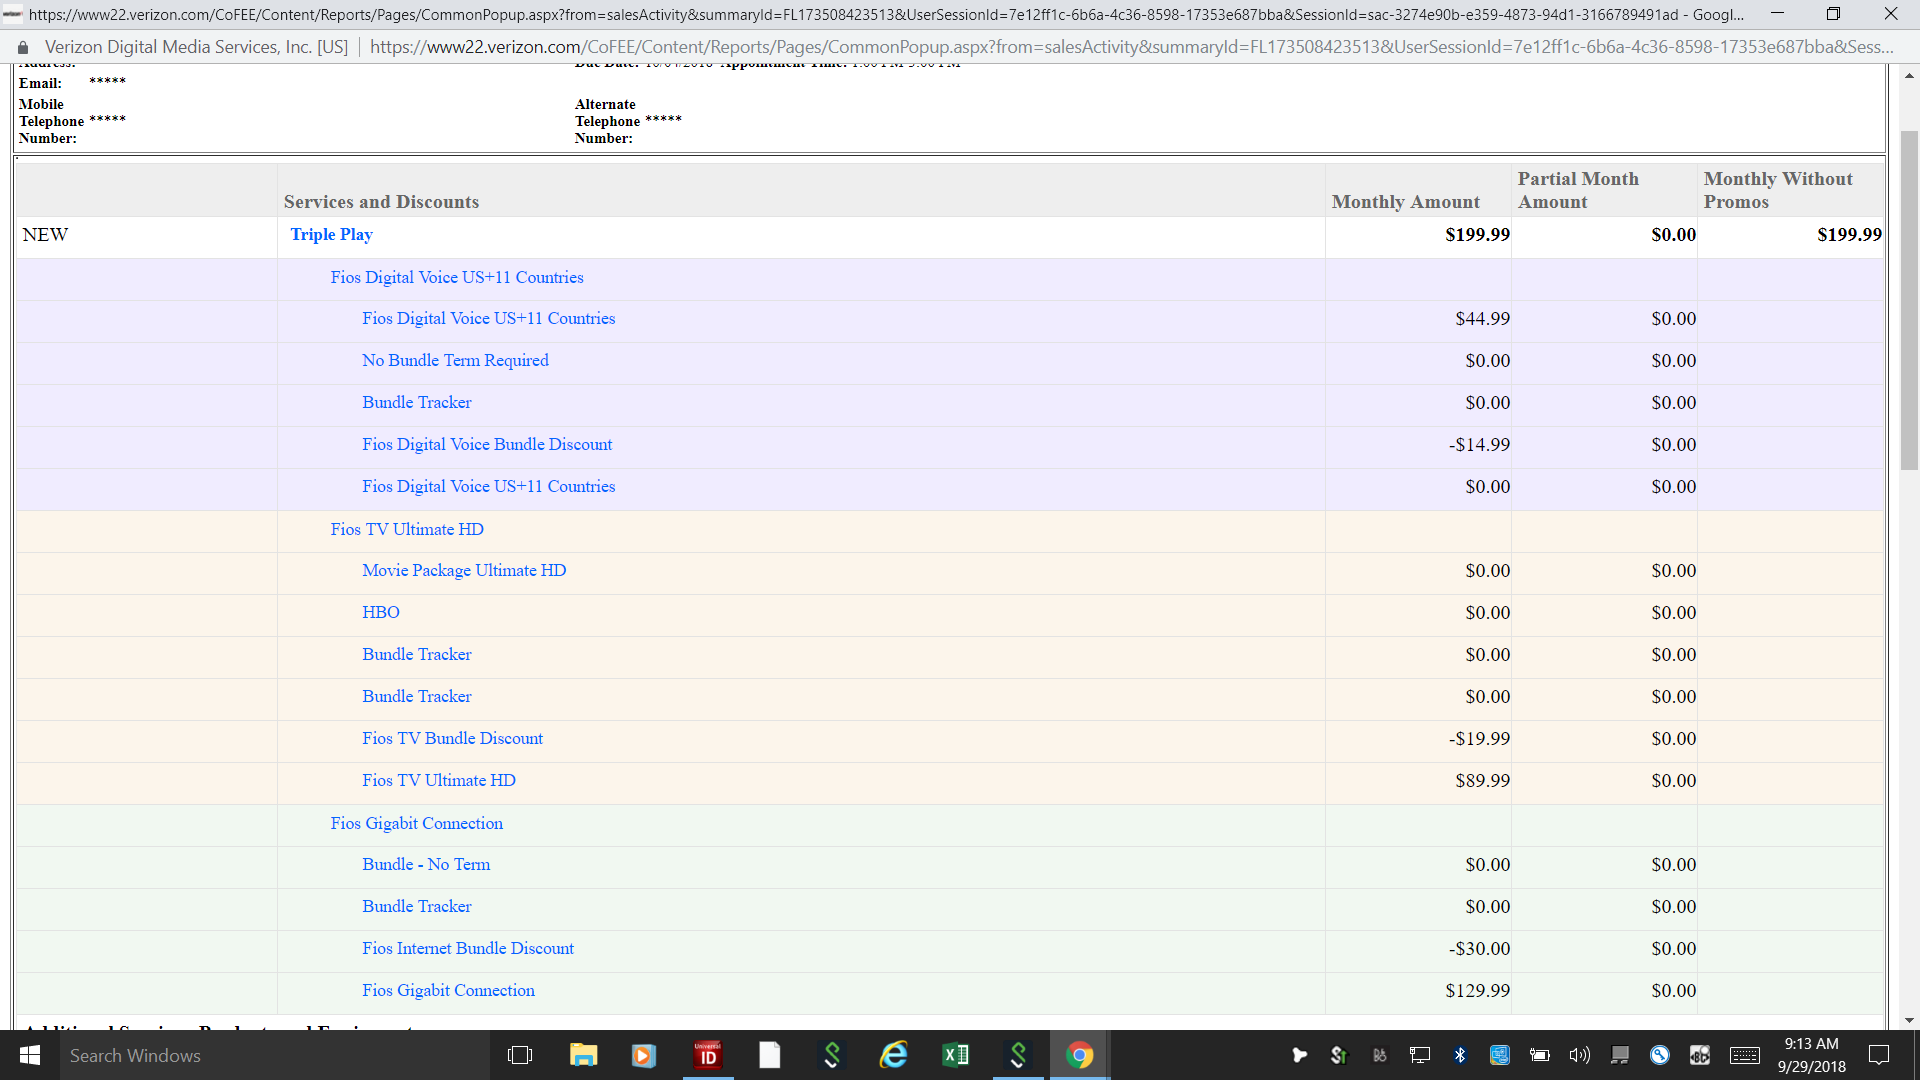 https://www22.verizon.com/CoFEE/Content/Reports/Pages/CommonPopup.aspx?from=salesActivity&summaryId=FL173508423513&UserSessionId=7e12ff1c-6b6a-4c36-8598-17353e687bba&SessionId=sac-3274e90b-e359-4873-94d1-3166789491ad - Googl...
Verizon Digital Media Services, Inc. [US] | https://www22.verizon.com/CoFEE/Content/Reports/Pages/CommonPopup.aspx?from=salesActivity&summaryId=FL173508423513&UserSessionId=7e12ff1c-6b6a-4c36-8598-17353e687bba&Sess...
Address: Due Date: 10/04/2018 Appointment Time:
Email: *****
Mobile Telephone Number: *****
Alternate Telephone Number: *****
Services and Discounts Monthly Amount Partial Month Amount Monthly Without Promos
NEW Triple Play $199.99 $0.00 $199.99
Fios Digital Voice US+11 Countries
Fios Digital Voice US+11 Countries $44.99 $0.00
No Bundle Term Required $0.00 $0.00
Bundle Tracker $0.00 $0.00
Fios Digital Voice Bundle Discount -$14.99 $0.00
Fios Digital Voice US+11 Countries $0.00 $0.00
Fios TV Ultimate HD
Movie Package Ultimate HD $0.00 $0.00
HBO $0.00 $0.00
Bundle Tracker $0.00 $0.00
Bundle Tracker $0.00 $0.00
Fios TV Bundle Discount -$19.99 $0.00
Fios TV Ultimate HD $89.99 $0.00
Fios Gigabit Connection
Bundle - No Term $0.00 $0.00
Bundle Tracker $0.00 $0.00
Fios Internet Bundle Discount -$30.00 $0.00
Fios Gigabit Connection $129.99 $0.00
Search Windows
Universal
ID
9:13 AM
9/29/2018